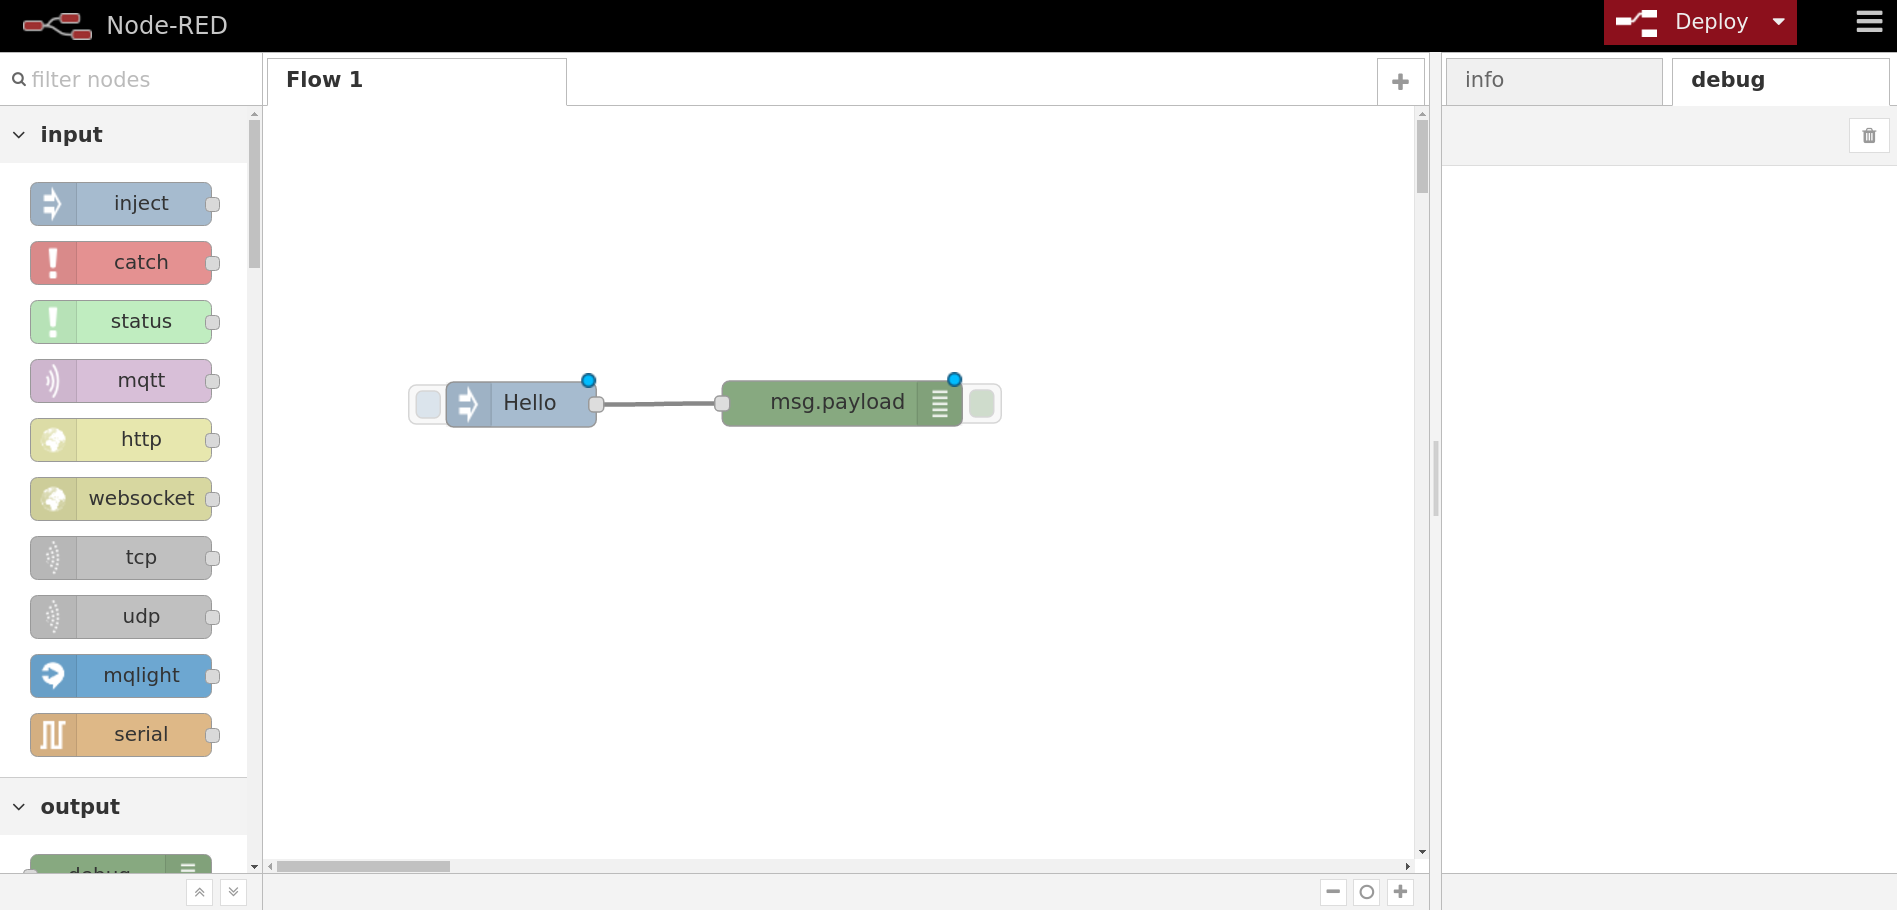 Node-RED
Deploy
filter nodes
Flow 1
info
debug
input
inject
catch
status
mqtt
http
websocket
tcp
udp
mqlight
serial
Hello
msg.payload
output
debug